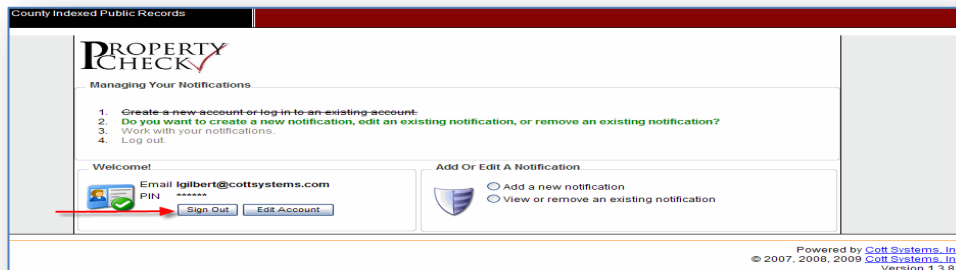 County Indexed Public Records
PROPERTY
CHECK
Managing Your Notifications
1. Create a new account or log in to an existing account.
2. Do you want to create a new notification, edit an existing notification, or remove an existing notification?
3. Work with your notifications.
4. Log out.
Welcome!
Email lgilbert@cottsystems.com
PIN ******
Sign Out Edit Account
Add Or Edit A Notification
Add a new notification
View or remove an existing notification
Powered by Cott Systems, In
© 2007, 2008, 2009 Cott Systems, In
Version 1.3.8